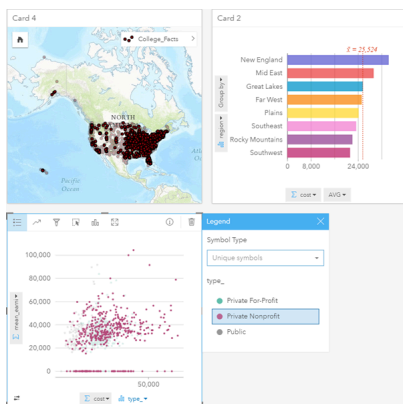 Card 4
College_Facts
NORTH
Pacific
Ocean
Card 2
x̄ = 25,524
New England
Mid East
Great Lakes
Far West
Plains
Southeast
Rocky Mountains
Southwest
Group by
region
0 8,000 24,000
cost
AVG
100,000
80,000
60,000
40,000
20,000
0
mean_earni
50,000
cost
type_
Legend
Symbol Type
Unique symbols
type_
Private For-Profit
Private Nonprofit
Public